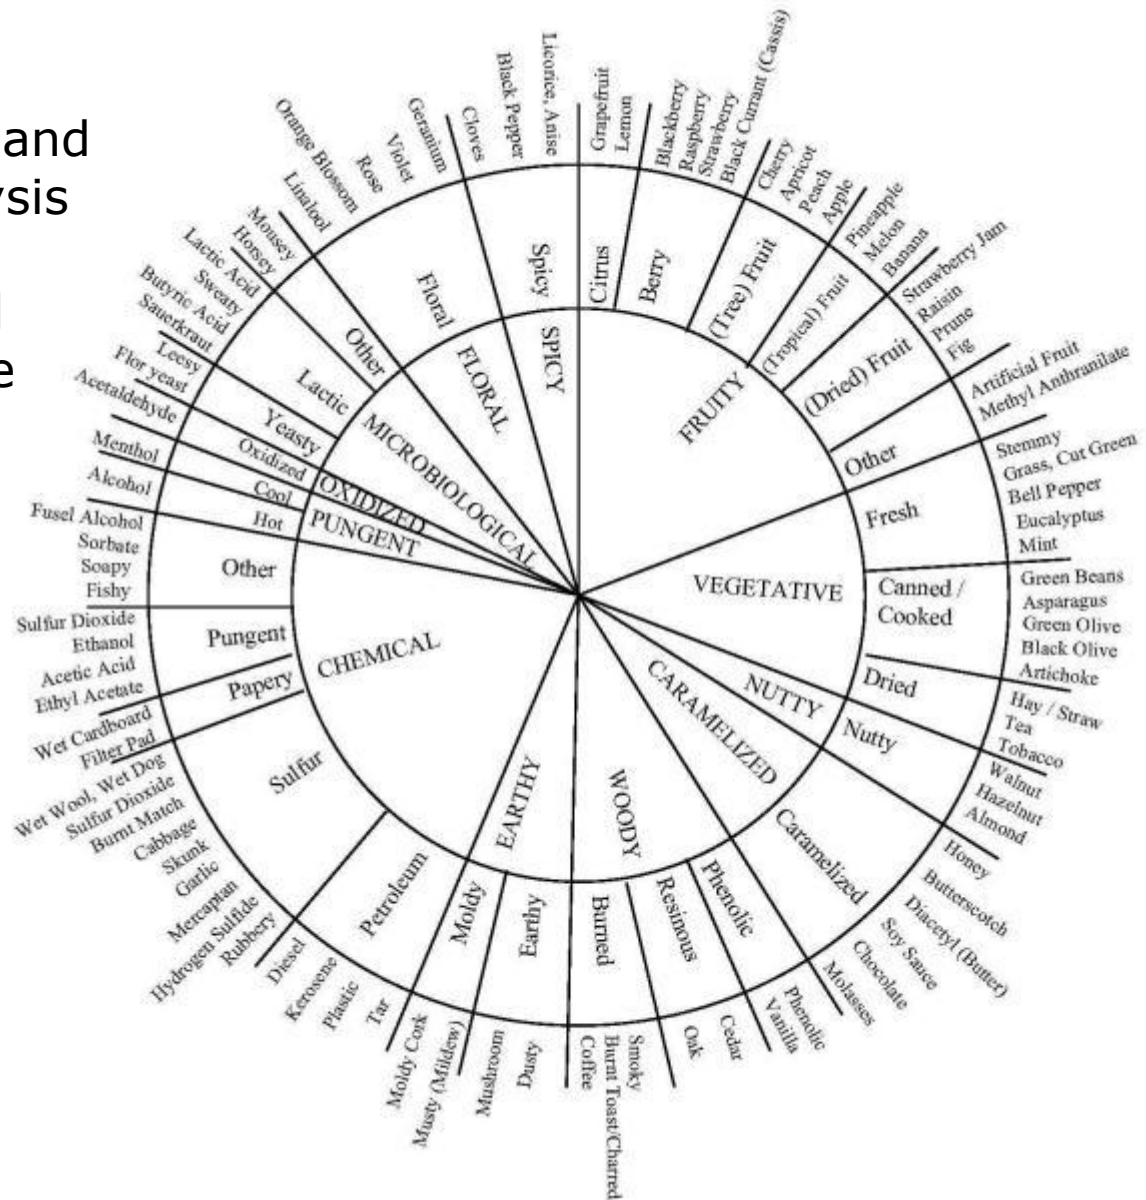 and
ysis
e
SPICY
Spicy
Licorice, Anise
Black Pepper
Cloves
FRUITY
Citrus
Grapefruit
Lemon
Berry
Blackberry
Raspberry
Strawberry
Black Currant (Cassis)
(Tree) Fruit
Cherry
Apricot
Peach
Apple
(Tropical) Fruit
Pineapple
Melon
Banana
(Dried) Fruit
Strawberry Jam
Raisin
Prune
Fig
Other
Artificial Fruit
Methyl Anthranilate
VEGETATIVE
Fresh
Stemmy
Grass, Cut Green
Bell Pepper
Eucalyptus
Mint
Canned /
Cooked
Green Beans
Asparagus
Green Olive
Black Olive
Artichoke
Dried
Hay / Straw
Tea
Tobacco
NUTTY
Nutty
Walnut
Hazelnut
Almond
CARAMELIZED
Caramelized
Honey
Butterscotch
Diacetyl (Butter)
Soy Sauce
Chocolate
Molasses
WOODY
Phenolic
Phenolic
Vanilla
Resinous
Cedar
Oak
Burned
Smoky
Burnt Toast/Charred
Coffee
EARTHY
Earthy
Dusty
Mushroom
Moldy
Musty (Mildew)
Moldy Cork
CHEMICAL
Petroleum
Tar
Plastic
Kerosene
Diesel
Sulfur
Rubbery
Hydrogen Sulfide
Mercaptan
Garlic
Skunk
Cabbage
Burnt Match
Sulfur Dioxide
Wet Wool, Wet Dog
Papery
Filter Pad
Wet Cardboard
Pungent
Ethyl Acetate
Acetic Acid
Ethanol
Sulfur Dioxide
Other
Fishy
Soapy
Sorbate
Fusel Alcohol
PUNGENT
Hot
Alcohol
Cool
Menthol
OXIDIZED
Oxidized
Acetaldehyde
MICROBIOLOGICAL
Yeasty
Flor yeast
Leesy
Lactic
Sauerkraut
Butyric Acid
Sweaty
Lactic Acid
Other
Horsey
Mousey
FLORAL
Floral
Linalool
Orange Blossom
Rose
Violet
Geranium